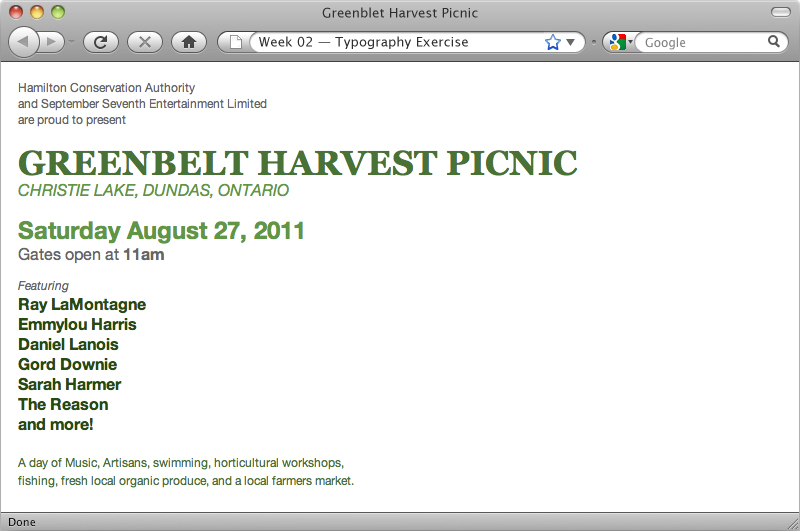 Greenblet Harvest Picnic
Week 02 — Typography Exercise
Google
Hamilton Conservation Authority
and September Seventh Entertainment Limited
are proud to present
GREENBELT HARVEST PICNIC
CHRISTIE LAKE, DUNDAS, ONTARIO
Saturday August 27, 2011
Gates open at 11am
Featuring
Ray LaMontagne
Emmylou Harris
Daniel Lanois
Gord Downie
Sarah Harmer
The Reason
and more!
A day of Music, Artisans, swimming, horticultural workshops,
fishing, fresh local organic produce, and a local farmers market.
Done